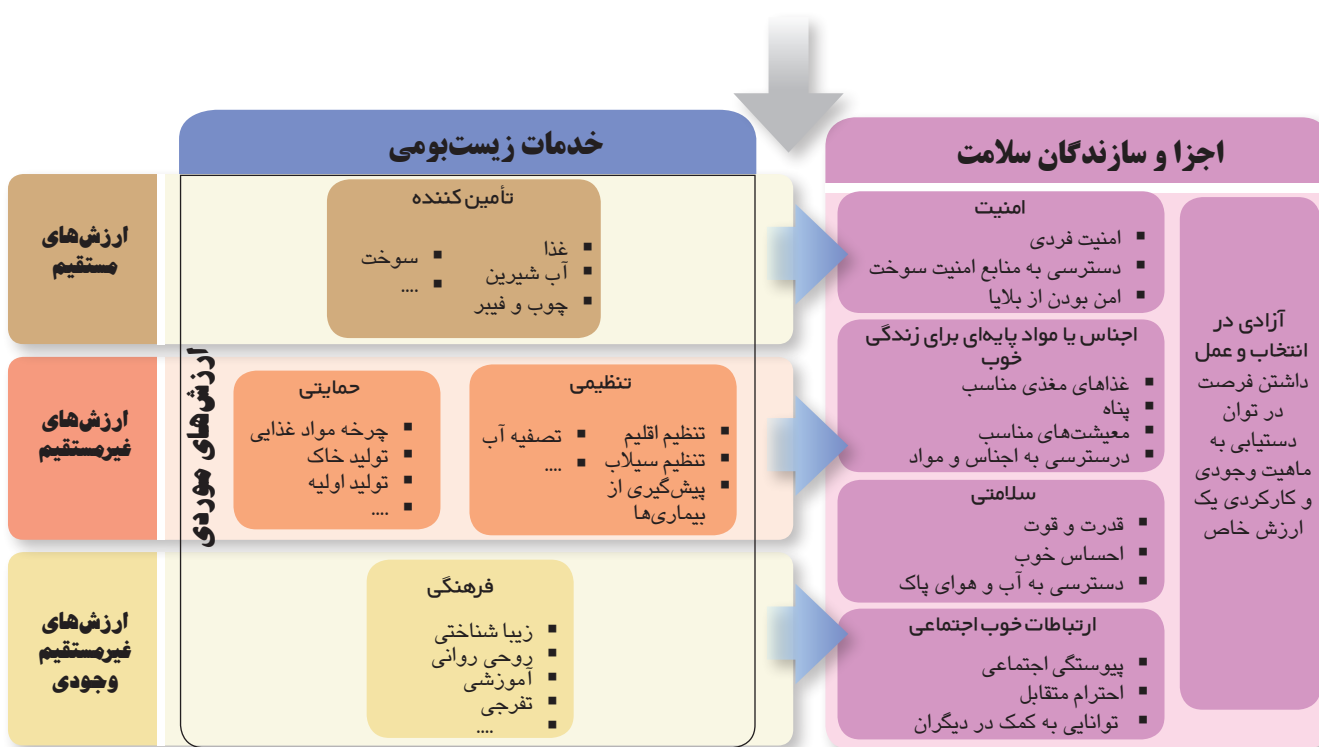 خدمات زیست‌بومی
اجزا و سازندگان سلامت
ارزش‌های
مستقیم
ارزش‌های
غیرمستقیم
ارزش‌های
غیرمستقیم
وجودی
ارزش‌های موردی
تأمین‌کننده
غذا
آب شیرین
چوب و فیبر
سوخت
....
تنظیمی
تنظیم اقلیم
تنظیم سیلاب
پیش‌گیری از
بیماری‌ها
تصفیه آب
....
حمایتی
چرخه مواد غذایی
تولید خاک
تولید اولیه
....
فرهنگی
زیبا شناختی
روحی روانی
آموزشی
تفرجی
....
امنیت
امنیت فردی
دسترسی به منابع امنیت سوخت
امن بودن از بلایا
اجناس یا مواد پایه‌ای برای زندگی
خوب
غذاهای مغذی مناسب
پناه
معیشت‌های مناسب
درسترسی به اجناس و مواد
سلامتی
قدرت و قوت
احساس خوب
دسترسی به آب و هوای پاک
ارتباطات خوب اجتماعی
پیوستگی اجتماعی
احترام متقابل
توانایی به کمک در دیگران
آزادی در
انتخاب و عمل
داشتن فرصت
در توان
دستیابی به
ماهیت وجودی
و کارکردی یک
ارزش خاص